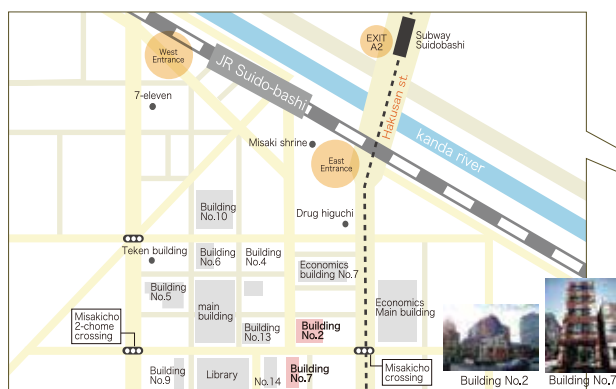 EXIT
A2
Subway
Suidobashi
West
Entrance
JR Suido-bashi
Hakusan st.
kanda river
7-eleven
Misaki shrine
East
Entrance
Drug higuchi
Building
No.10
Teken building
Building
No.6
Building
No.4
Economics
building No.7
Building
No.5
main
building
Building
No.13
Building
No.2
Economics
Main building
Misakicho
2-chome
crossing
Building
No.9
Library
No.14
Building
No.7
Misakicho
crossing
Building No.2
Building No.7